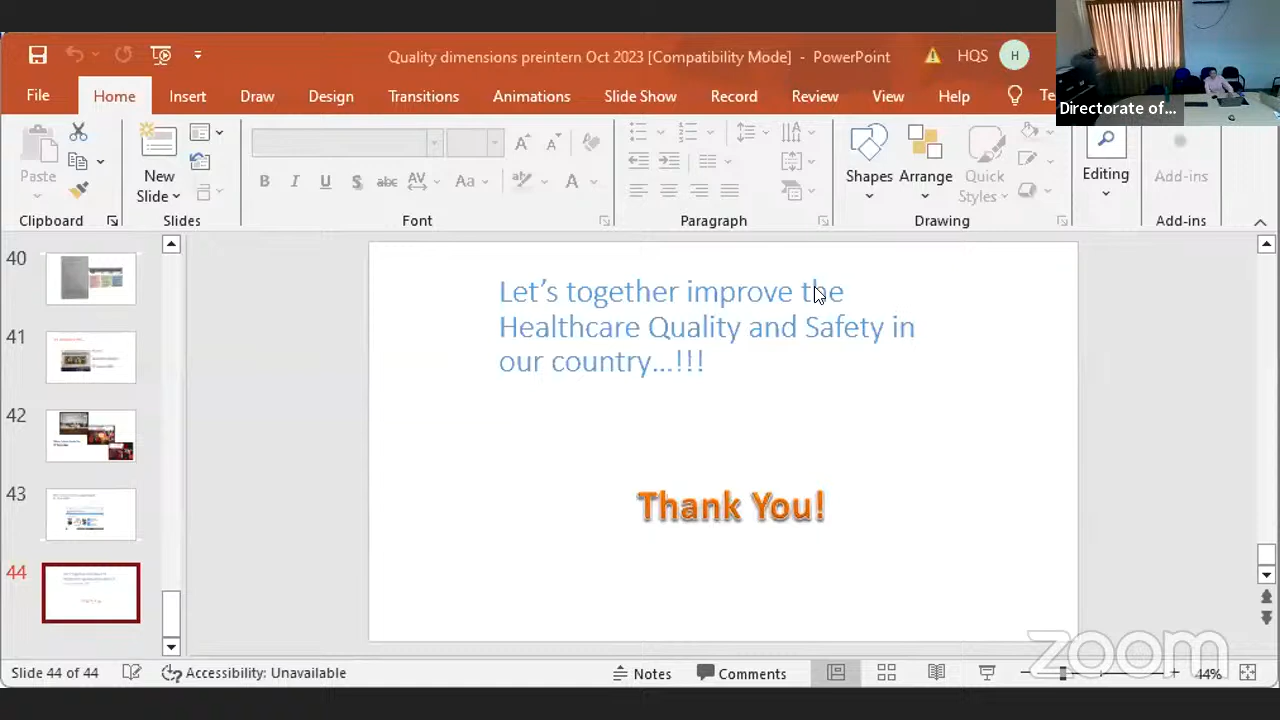 Quality dimensions preintern Oct 2023 [Compatibility Mode] - PowerPoint
HQS
H
File
Home
Insert
Draw
Design
Transitions
Animations
Slide Show
Record
Review
View
Help
Te
Directorate of...
Paste
New
Slide
Shapes
Arrange
Quick
Styles
Editing
Add-ins
Clipboard
Slides
Font
Paragraph
Drawing
Add-ins
40
41
42
43
44
Let's together improve the
Healthcare Quality and Safety in
our country...!!!
Thank You!
zoom
Slide 44 of 44
Accessibility: Unavailable
Notes
Comments
44%